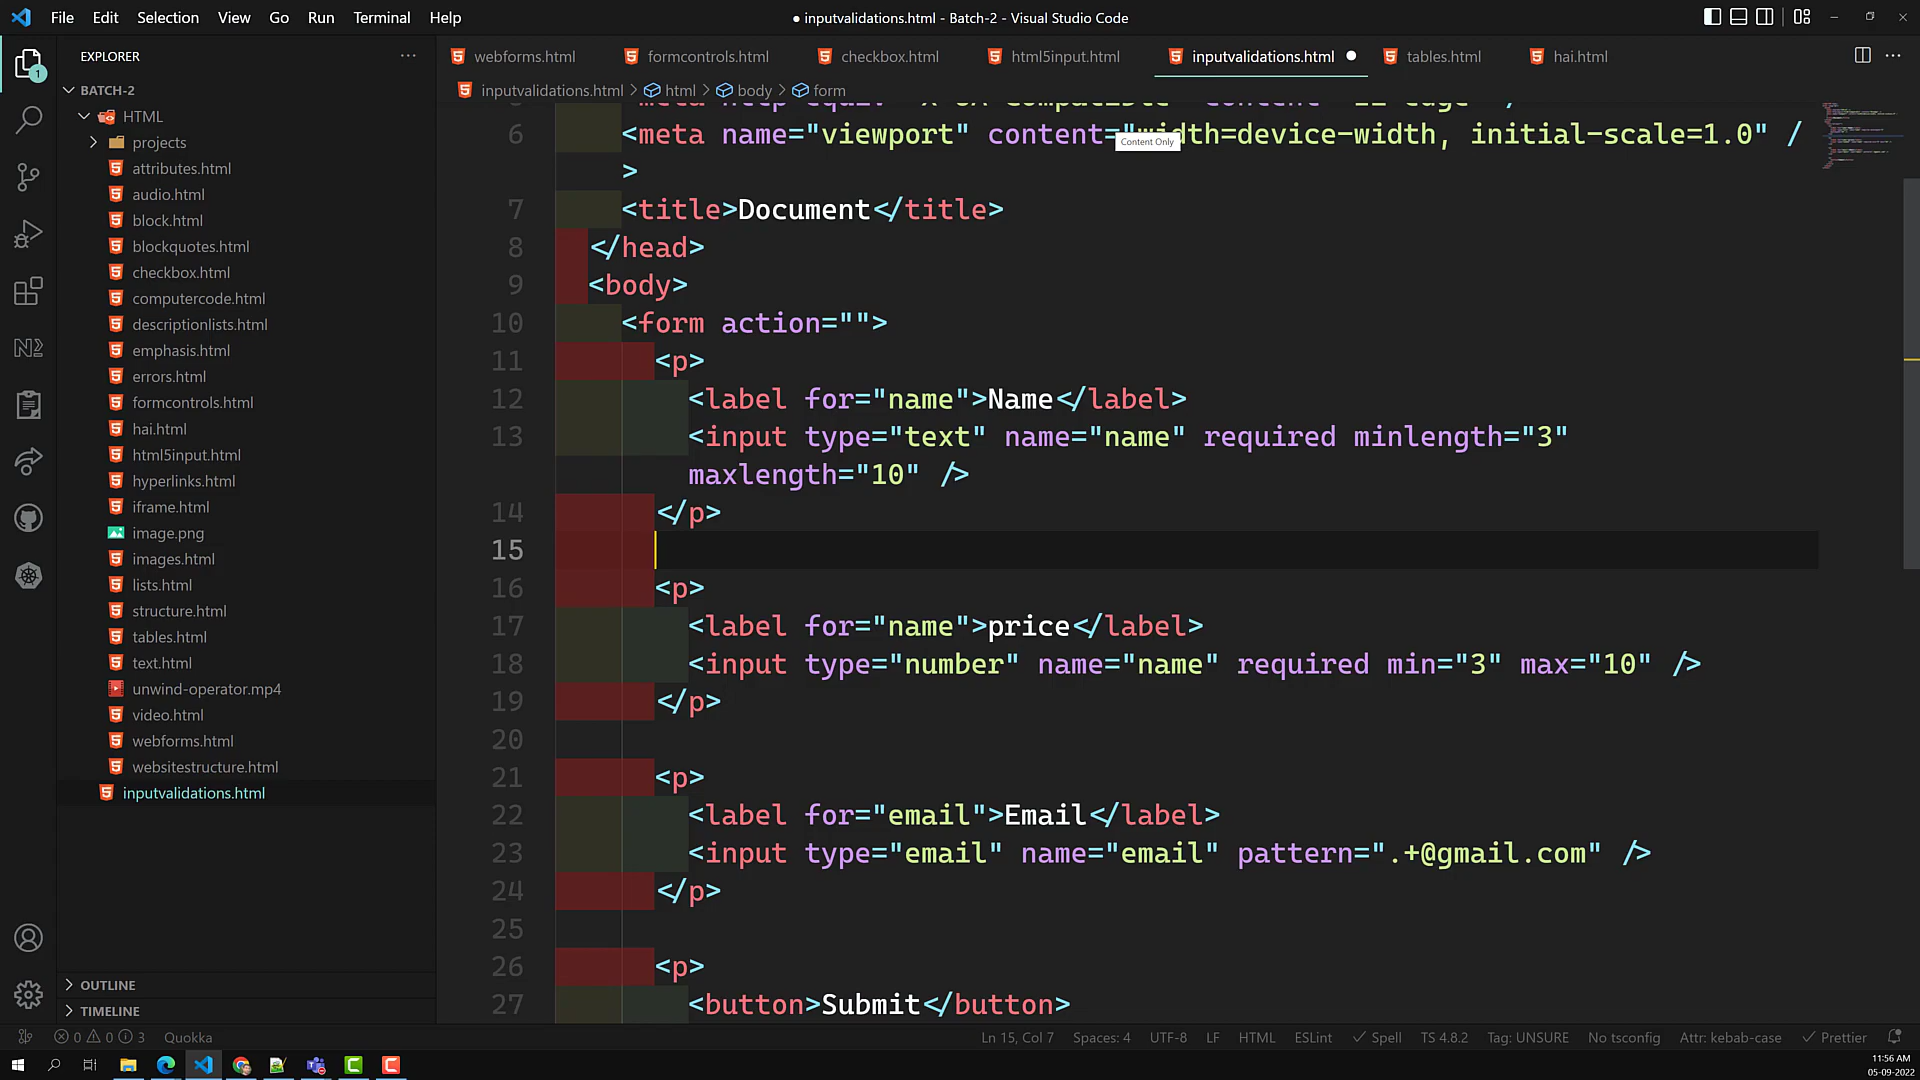 File Edit Selection View Go Run Terminal Help
● inputvalidations.html - Batch-2 - Visual Studio Code
EXPLORER
1
BATCH-2
HTML
projects
attributes.html
audio.html
block.html
blockquotes.html
checkbox.html
computercode.html
descriptionlists.html
emphasis.html
errors.html
formcontrols.html
hai.html
html5input.html
hyperlinks.html
iframe.html
image.png
images.html
lists.html
structure.html
tables.html
text.html
unwind-operator.mp4
video.html
webforms.html
websitestructure.html
inputvalidations.html
OUTLINE
TIMELINE
webforms.html formcontrols.html checkbox.html html5input.html inputvalidations.html tables.html hai.html
inputvalidations.html > html > body > form
6 <meta name="viewport" content="width=device-width, initial-scale=1.0" /
>
Content Only
7 <title>Document</title>
8 </head>
9 <body>
10 <form action="">
11 <p>
12 <label for="name">Name</label>
13 <input type="text" name="name" required minlength="3"
maxlength="10" />
14 </p>
15
16 <p>
17 <label for="name">price</label>
18 <input type="number" name="name" required min="3" max="10" />
19 </p>
20
21 <p>
22 <label for="email">Email</label>
23 <input type="email" name="email" pattern=".+@gmail.com" />
24 </p>
25
26 <p>
27 <button>Submit</button>
0 0 3 Quokka
Ln 15, Col 7 Spaces: 4 UTF-8 LF HTML ESLint Spell TS 4.8.2 Tag: UNSURE No tsconfig Attr: kebab-case Prettier
11:56 AM
05-09-2022